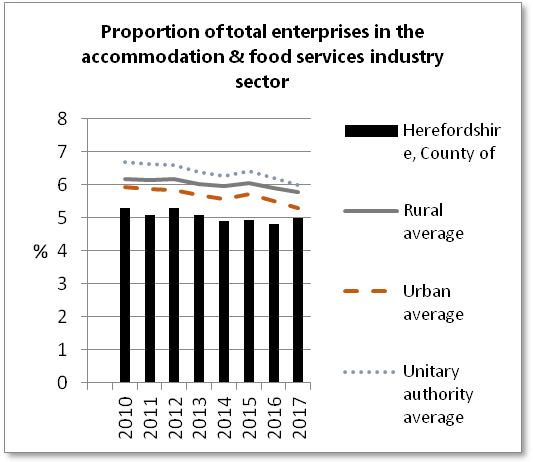 Proportion of total enterprises in the
accommodation & food services industry
sector
8
7
6
5
4
3
2
1
0
%
2010
2011
2012
2013
2014
2015
2016
2017
Herefordshir
e, County of
Rural
average
Urban
average
Unitary
authority
average